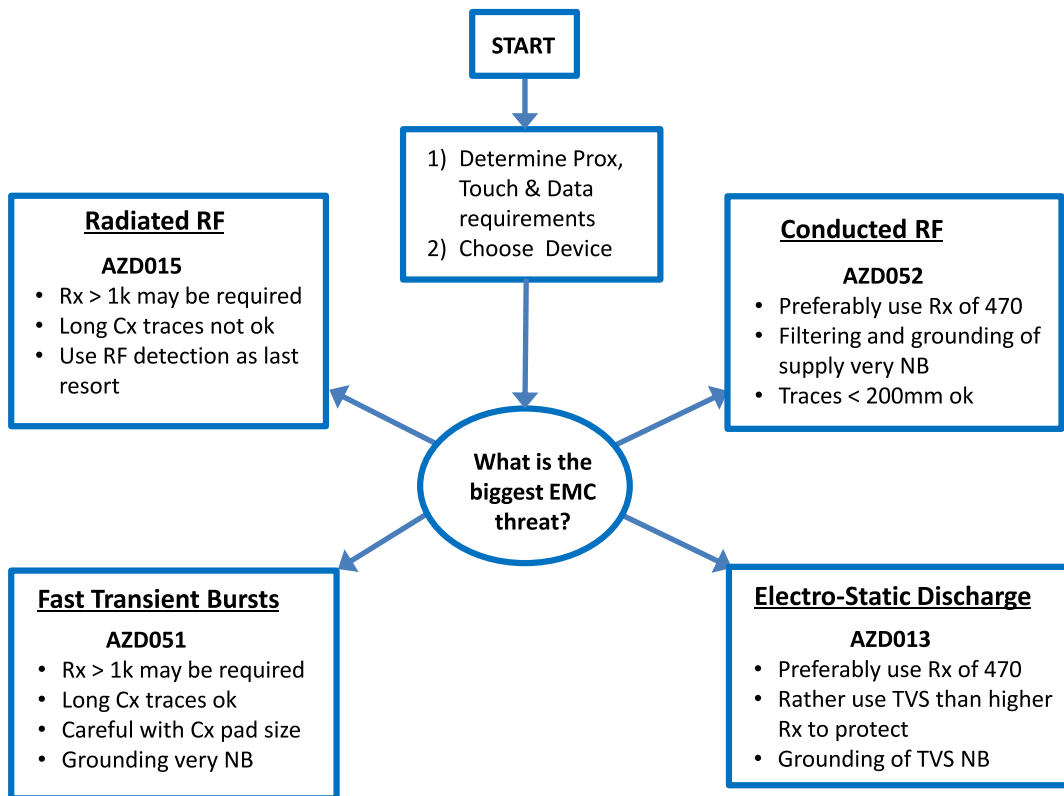 START
1) Determine Prox,
Touch & Data
requirements
2) Choose Device
Radiated RF
AZD015
• Rx > 1k may be required
• Long Cx traces not ok
• Use RF detection as last
resort
Conducted RF
AZD052
• Preferably use Rx of 470
• Filtering and grounding of
supply very NB
• Traces < 200mm ok
What is the
biggest EMC
threat?
Fast Transient Bursts
AZD051
• Rx > 1k may be required
• Long Cx traces ok
• Careful with Cx pad size
• Grounding very NB
Electro-Static Discharge
AZD013
• Preferably use Rx of 470
• Rather use TVS than higher
Rx to protect
• Grounding of TVS NB